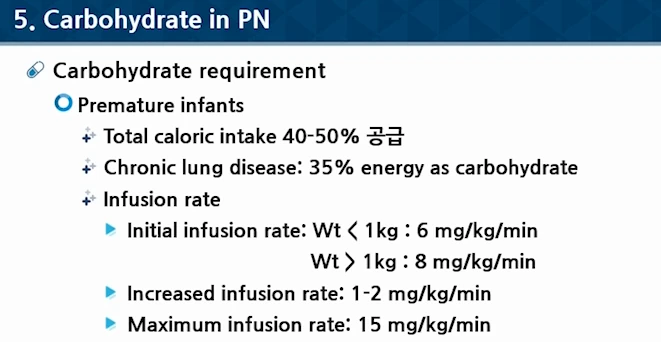 5. Carbohydrate in PN
Carbohydrate requirement
Premature infants
Total caloric intake 40-50% 공급
Chronic lung disease: 35% energy as carbohydrate
Infusion rate
Initial infusion rate: Wt < 1kg : 6 mg/kg/min
Wt > 1kg : 8 mg/kg/min
Increased infusion rate: 1-2 mg/kg/min
Maximum infusion rate: 15 mg/kg/min